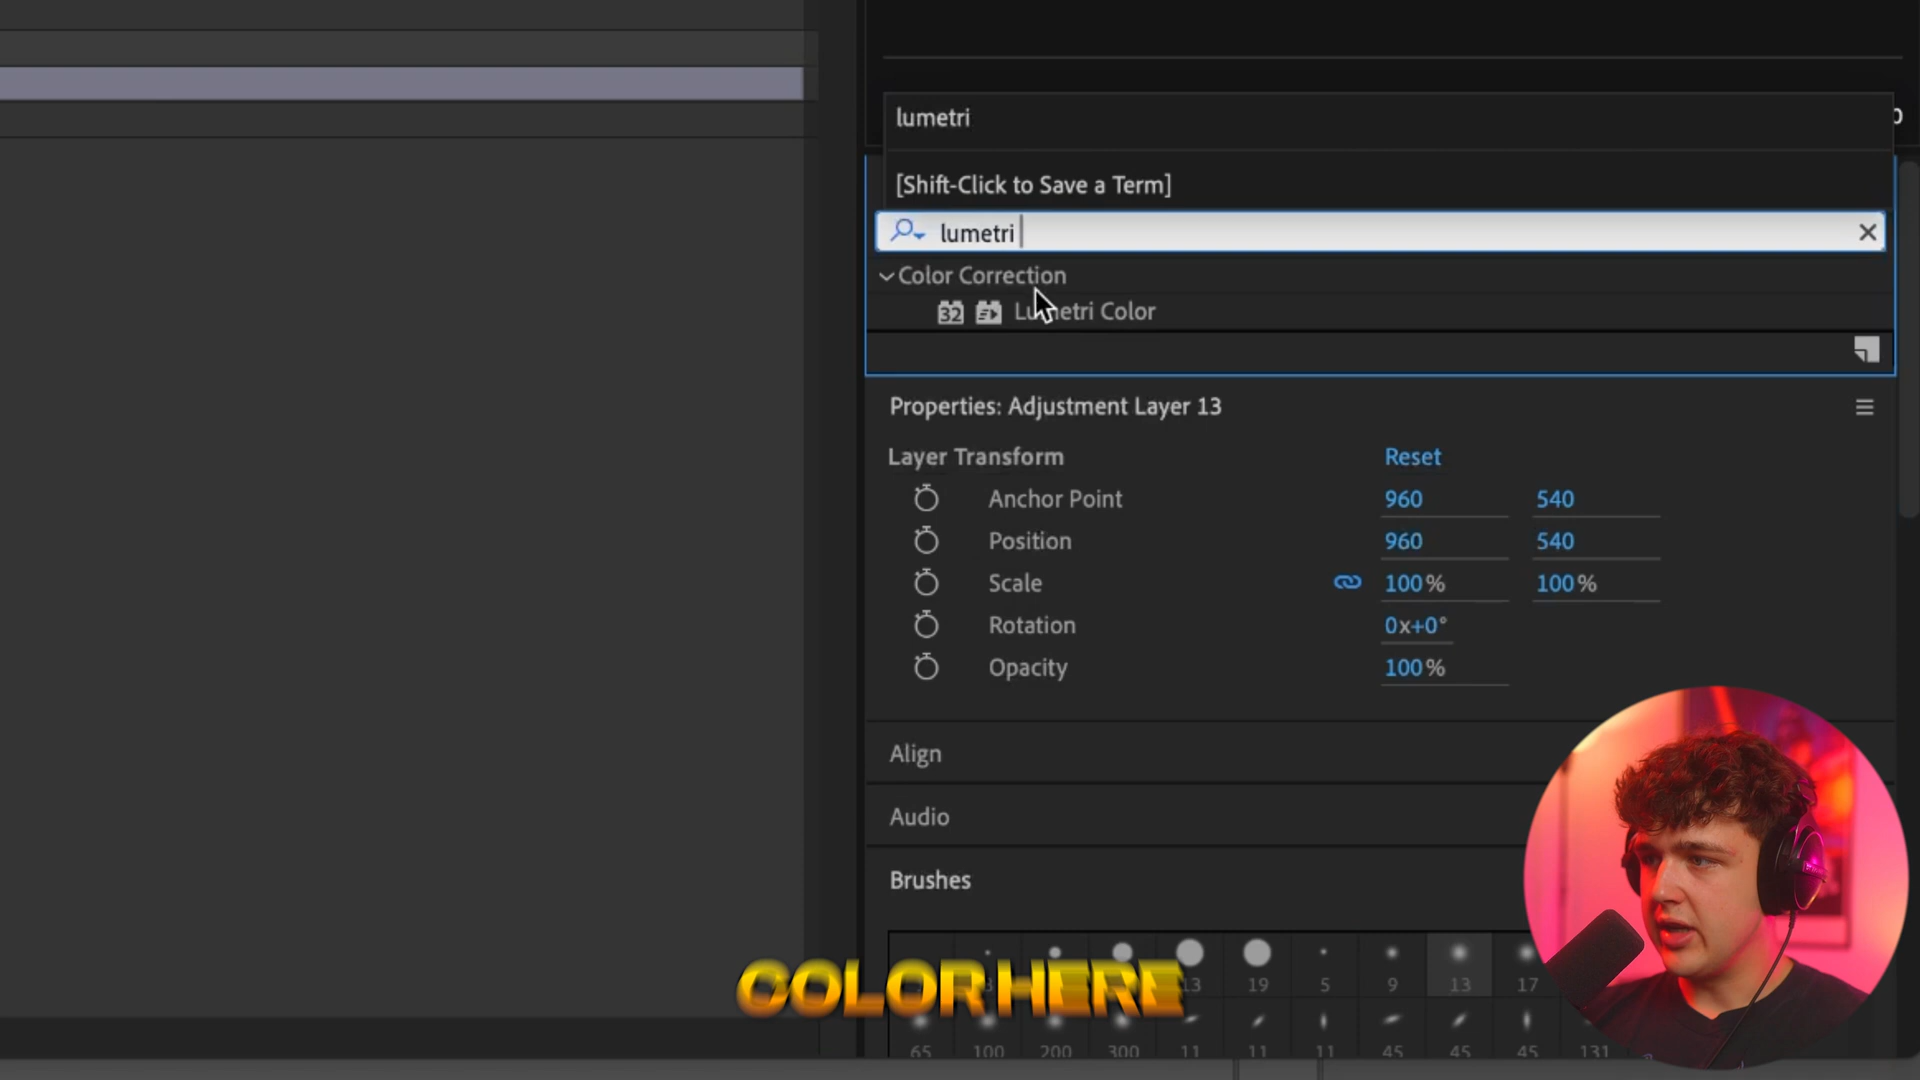 lumetri
[Shift-Click to Save a Term]
lumetri
Color Correction
32 Lumetri Color
Properties: Adjustment Layer 13
Layer Transform Reset
Anchor Point 960 540
Position 960 540
Scale 100% 100%
Rotation 0x+0°
Opacity 100%
Align
Audio
Brushes
13 19 5 9 13 17
COLOR HERE
65 100 200 300 11 11 11 45 45 45 131